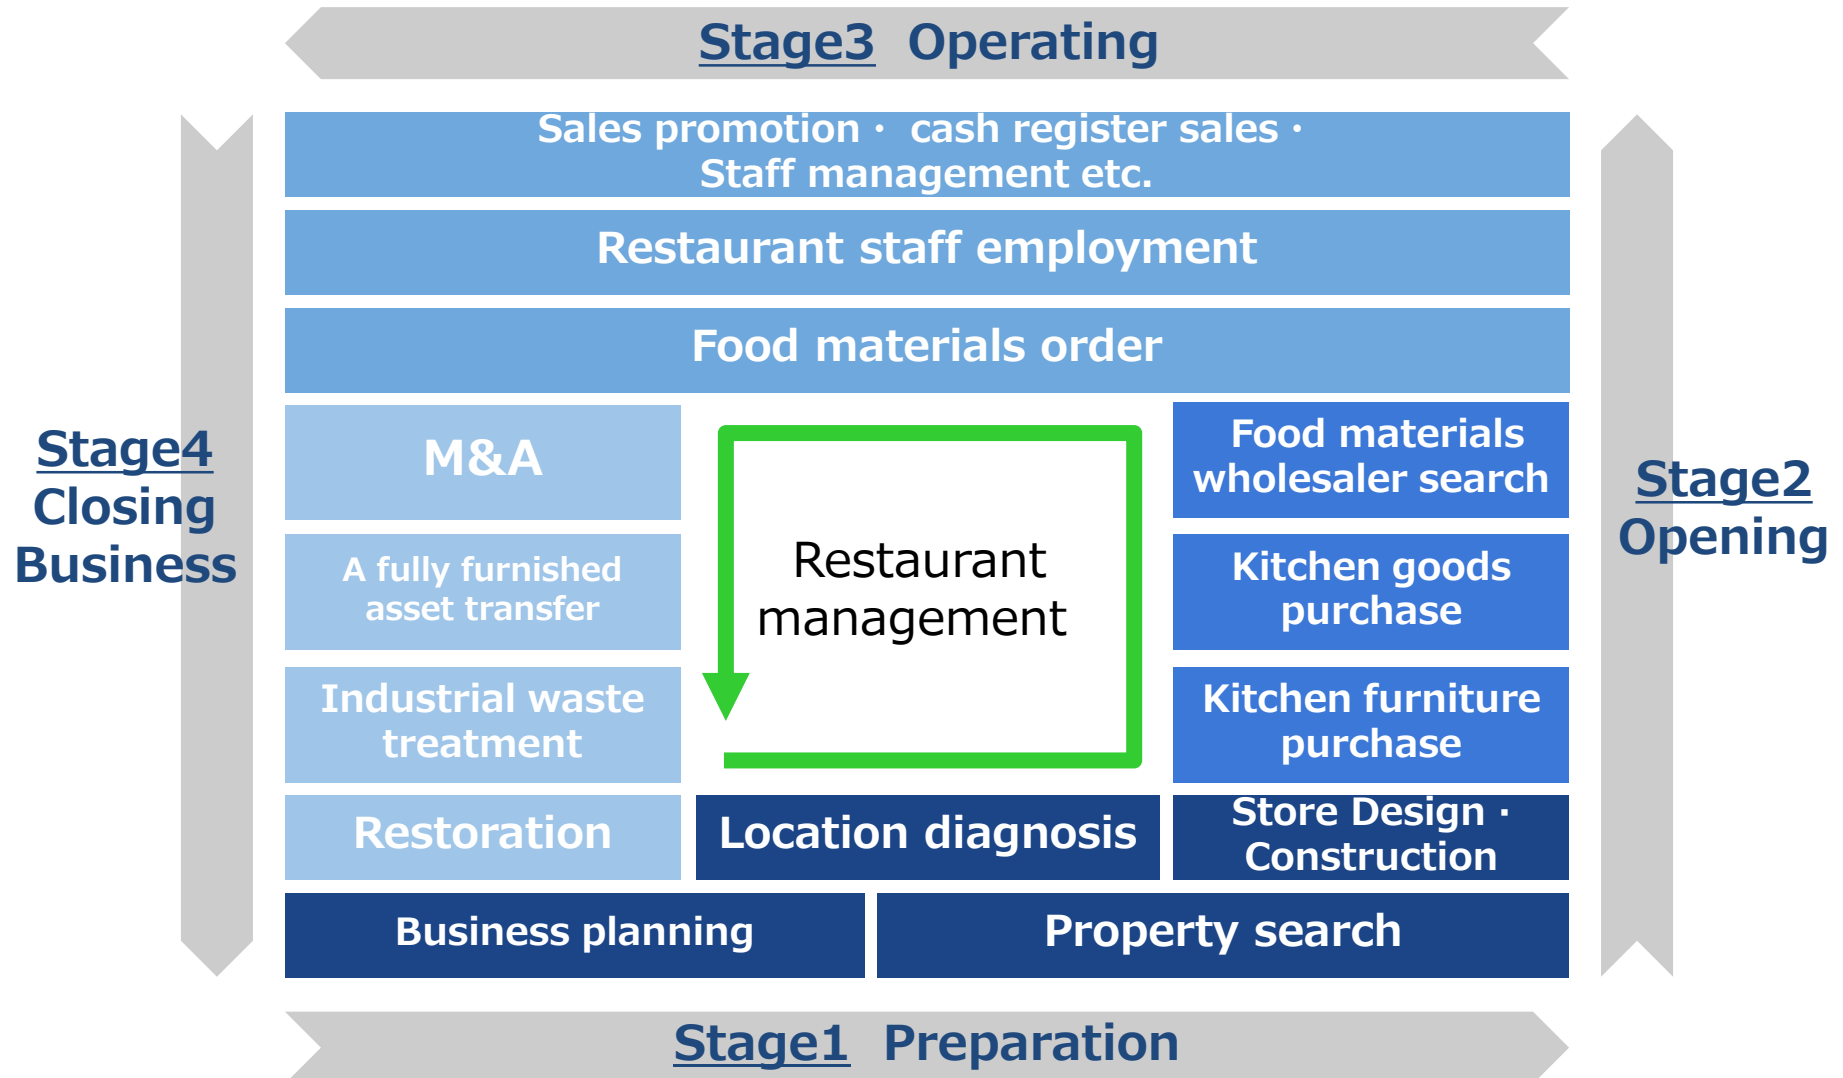 Stage3 Operating
Sales promotion・ cash register sales・
Staff management etc.
Restaurant staff employment
Food materials order
Stage4
Closing
Business
M&A
A fully furnished
asset transfer
Industrial waste
treatment
Restoration
Restaurant
management
Food materials
wholesaler search
Kitchen goods
purchase
Kitchen furniture
purchase
Stage2
Opening
Location diagnosis
Store Design・
Construction
Business planning
Property search
Stage1 Preparation